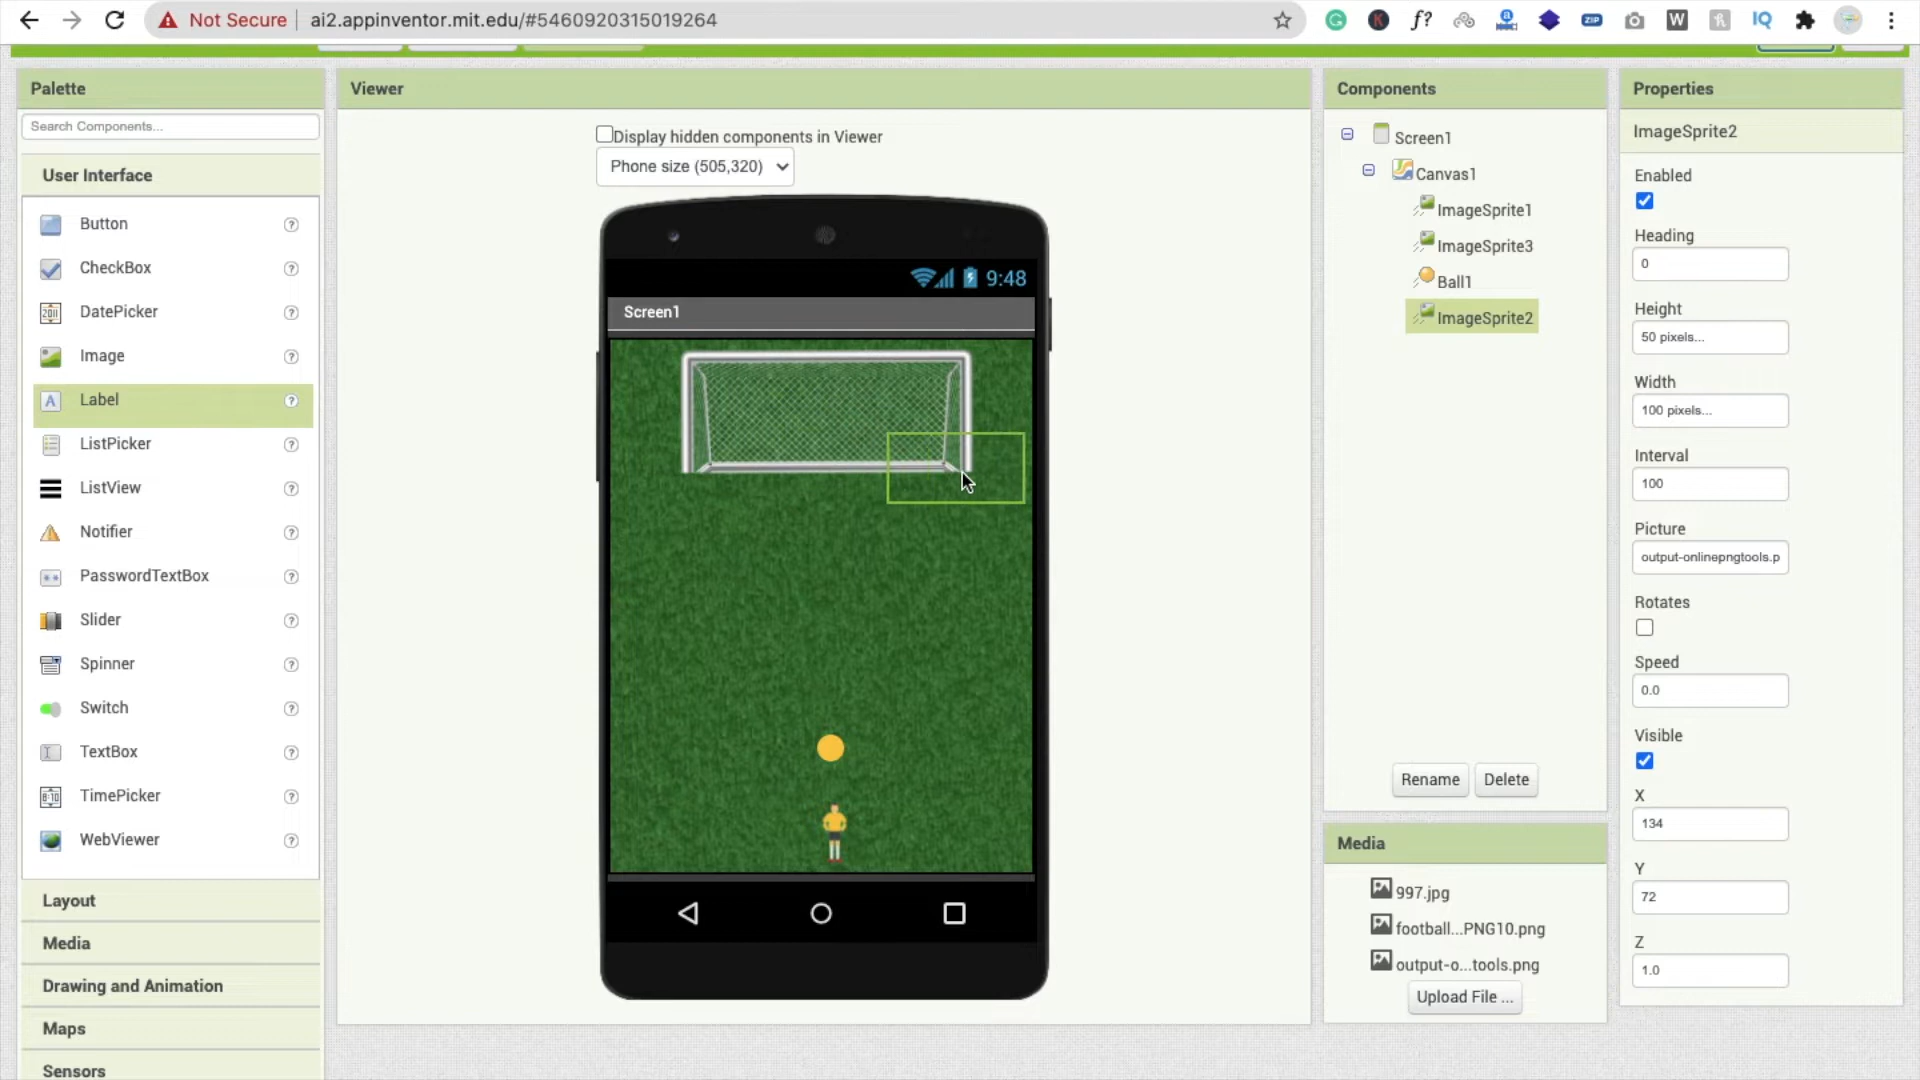 Not Secure
ai2.appinventor.mit.edu/#5460920315019264
Palette
Search Components...
User Interface
Button
CheckBox
DatePicker
Image
Label
ListPicker
ListView
Notifier
PasswordTextBox
Slider
Spinner
Switch
TextBox
TimePicker
WebViewer
Layout
Media
Drawing and Animation
Maps
Sensors
Viewer
Display hidden components in Viewer
Phone size (505,320)
9:48
Screen1
Components
Screen1
Canvas1
ImageSprite1
ImageSprite3
Ball1
ImageSprite2
Rename
Delete
Media
997.jpg
football...PNG10.png
output-o...tools.png
Upload File ...
Properties
ImageSprite2
Enabled
Heading
0
Height
50 pixels...
Width
100 pixels...
Interval
100
Picture
output-onlinepngtools.p
Rotates
Speed
0.0
Visible
X
134
Y
72
Z
1.0